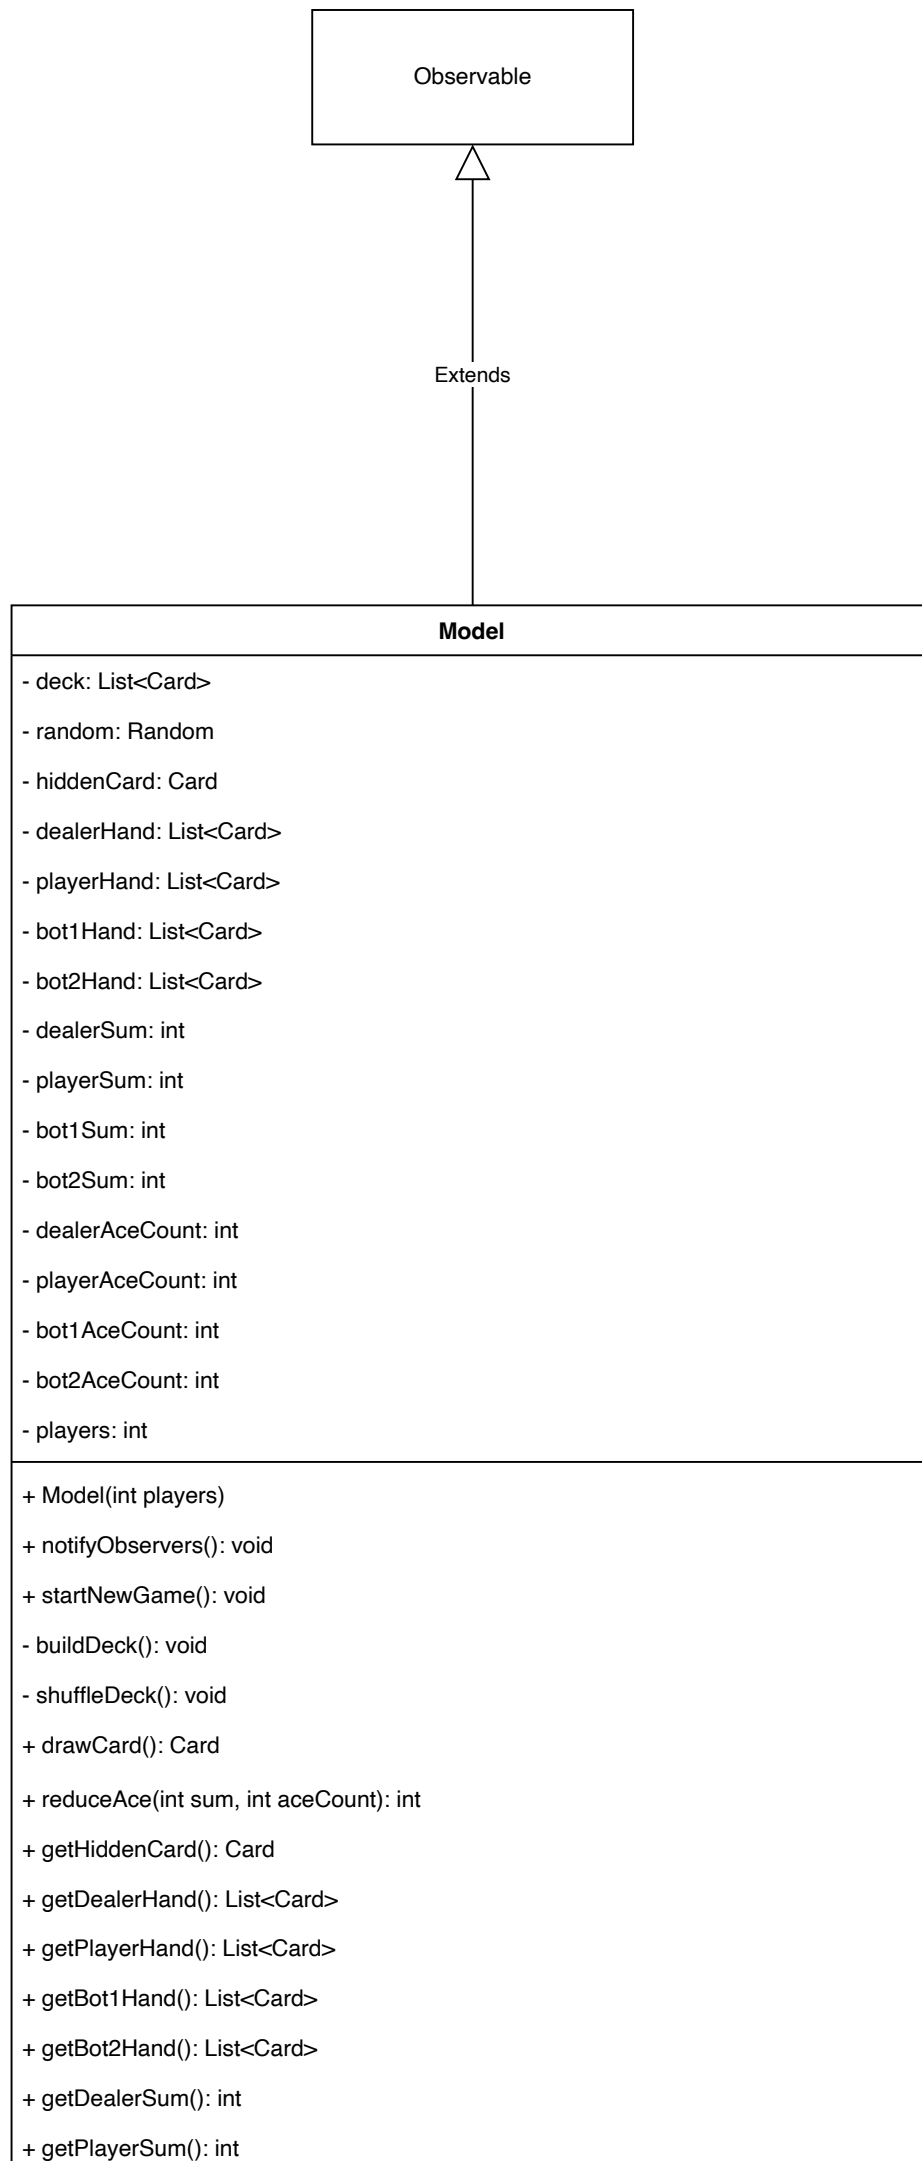 Observable
Extends
Model
- deck: List<Card>
- random: Random
- hiddenCard: Card
- dealerHand: List<Card>
- playerHand: List<Card>
- bot1Hand: List<Card>
- bot2Hand: List<Card>
- dealerSum: int
- playerSum: int
- bot1Sum: int
- bot2Sum: int
- dealerAceCount: int
- playerAceCount: int
- bot1AceCount: int
- bot2AceCount: int
- players: int
+ Model(int players)
+ notifyObservers(): void
+ startNewGame(): void
- buildDeck(): void
- shuffleDeck(): void
+ drawCard(): Card
+ reduceAce(int sum, int aceCount): int
+ getHiddenCard(): Card
+ getDealerHand(): List<Card>
+ getPlayerHand(): List<Card>
+ getBot1Hand(): List<Card>
+ getBot2Hand(): List<Card>
+ getDealerSum(): int
+ getPlayerSum(): int